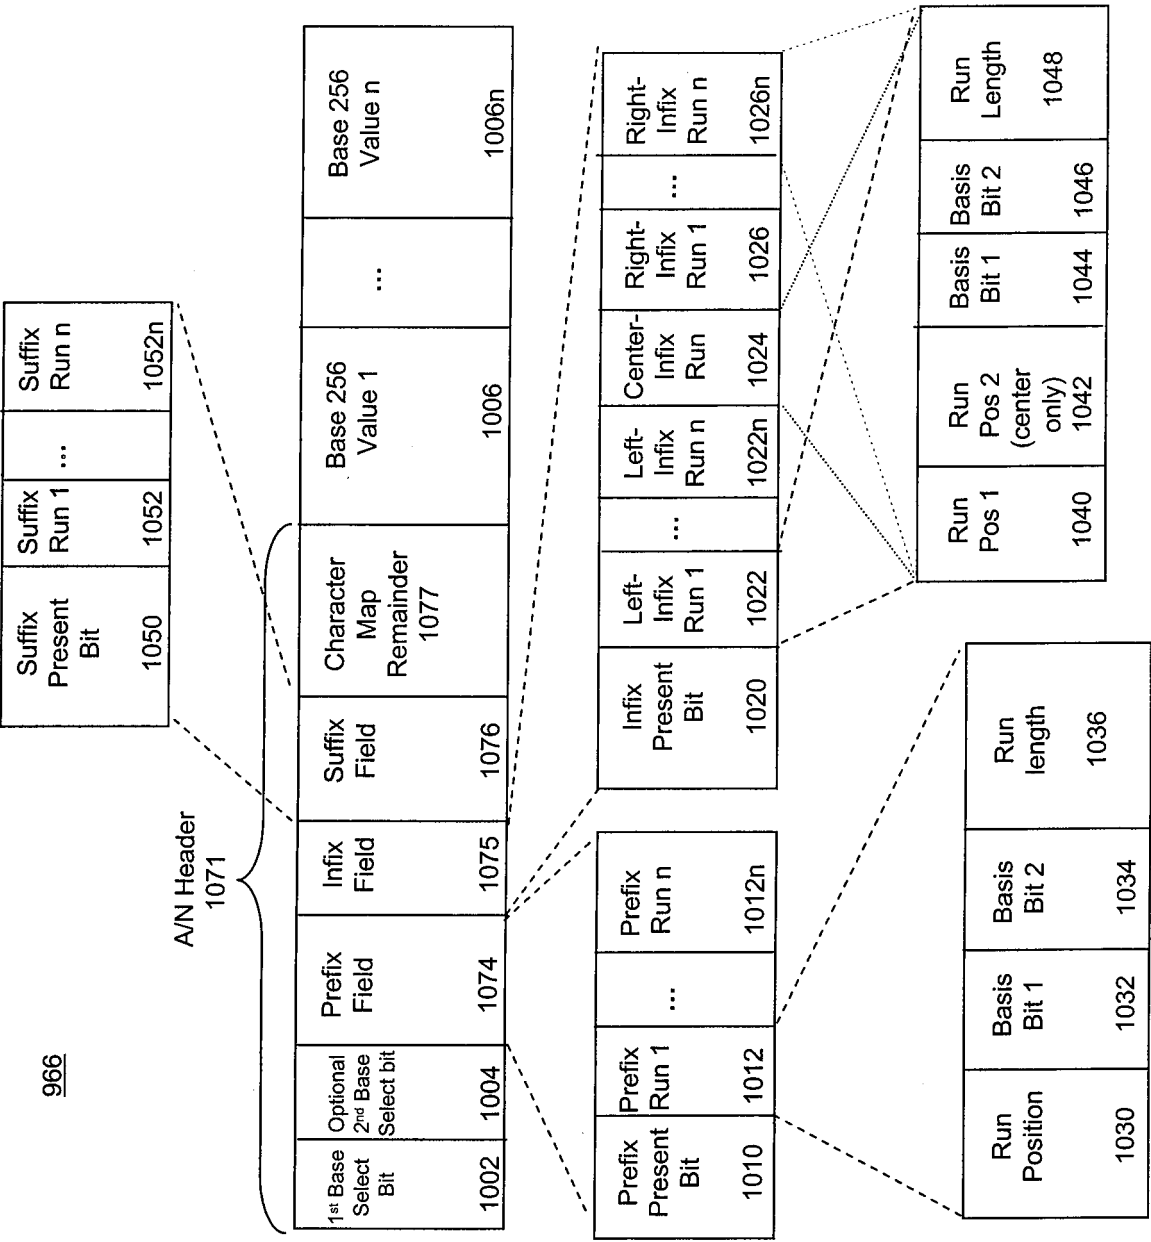 966
A/N Header
1071
Suffix
Present
Bit
1050
Suffix
Run 1
1052
...
Suffix
Run n
1052n
1st Base
Select
Bit
1002
Optional
2nd Base
Select bit
1004
Prefix
Field
1074
Infix
Field
1075
Suffix
Field
1076
Character
Map
Remainder
1077
Base 256
Value 1
1006
...
Base 256
Value n
1006n
Prefix
Present
Bit
1010
Prefix
Run 1
1012
...
Prefix
Run n
1012n
Infix
Present
Bit
1020
Left-
Infix
Run 1
1022
...
Left-
Infix
Run n
1022n
Center-
Infix
Run
1024
Right-
Infix
Run 1
1026
...
Right-
Infix
Run n
1026n
Run
Position
1030
Basis
Bit 1
1032
Basis
Bit 2
1034
Run
length
1036
Run
Pos 1
1040
Run
Pos 2
(center
only)
1042
Basis
Bit 1
1044
Basis
Bit 2
1046
Run
Length
1048